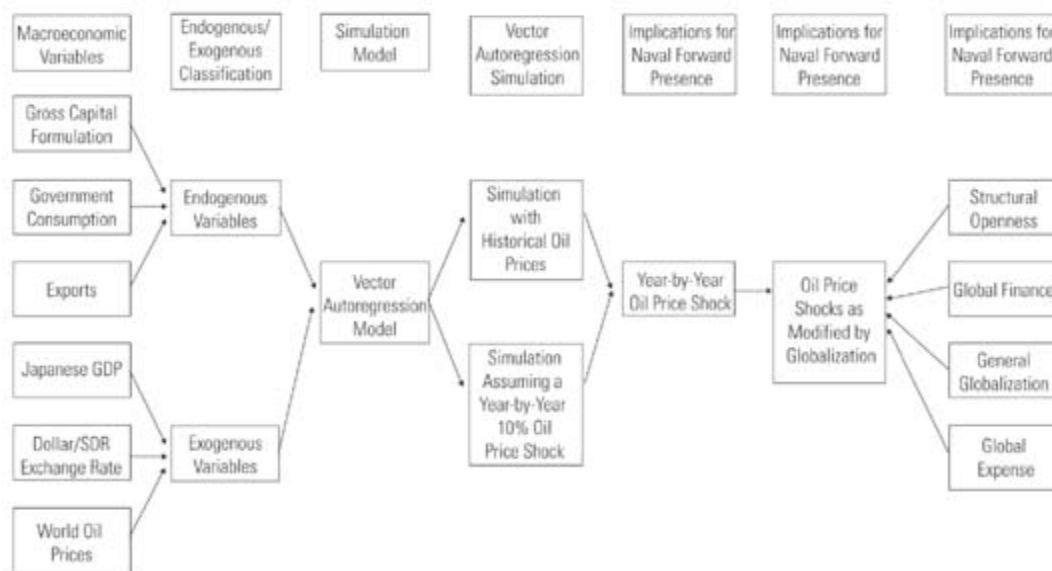 Macroeconomic
Variables
Endogenous/
Exogenous
Classification
Simulation
Model
Vector
Autoregression
Simulation
Implications for
Naval Forward
Presence
Implications for
Naval Forward
Presence
Implications for
Naval Forward
Presence
Gross Capital
Formulation
Government
Consumption
Exports
Japanese GDP
Dollar/SDR
Exchange Rate
World Oil
Prices
Endogenous
Variables
Exogenous
Variables
Vector
Autoregression
Model
Simulation
with
Historical Oil
Prices
Simulation
Assuming a
Year-by-Year
10% Oil
Price Shock
Year-by-Year
Oil Price Shock
Oil Price
Shocks as
Modified by
Globalization
Structural
Openness
Global Finance
General
Globalization
Global
Expense